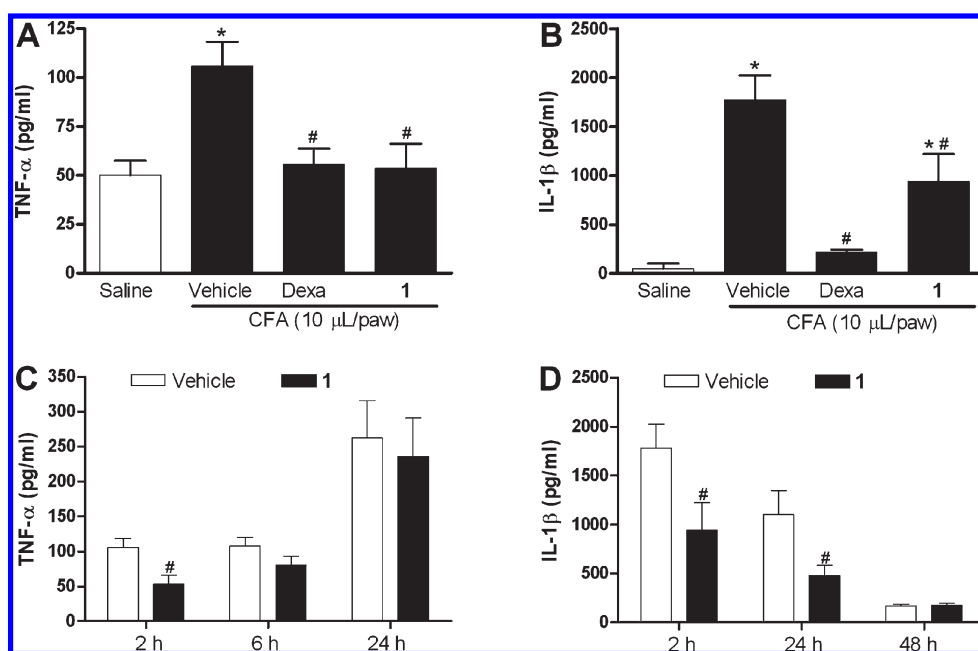 A
TNF-α (pg/ml)
125
100
75
50
25
0
*
#
#
Saline Vehicle Dexa 1
CFA (10 μL/paw)
B
IL-1β (pg/ml)
2500
2000
1500
1000
500
0
*
#
* #
Saline Vehicle Dexa 1
CFA (10 μL/paw)
C
Vehicle 1
TNF-α (pg/ml)
350
300
250
200
150
100
50
0
#
2 h 6 h 24 h
D
Vehicle 1
IL-1β (pg/ml)
2500
2000
1500
1000
500
0
#
#
2 h 24 h 48 h